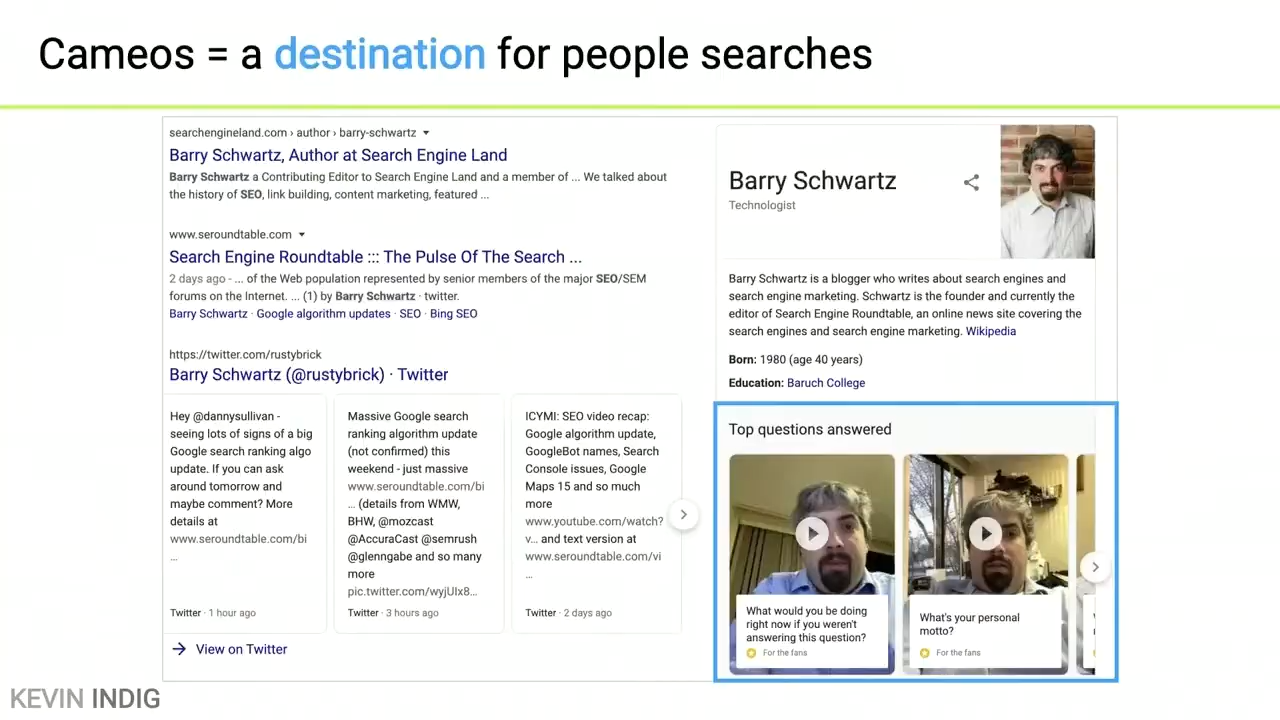 Cameos = a destination for people searches
searchengineland.com › author › barry-schwartz
Barry Schwartz, Author at Search Engine Land
Barry Schwartz a Contributing Editor to Search Engine Land and a member of ... We talked about
the history of SEO, link building, content marketing, featured ...
www.seroundtable.com
Search Engine Roundtable ::: The Pulse Of The Search ...
2 days ago - ... of the Web population represented by senior members of the major SEO/SEM
forums on the Internet. ... (1) by Barry Schwartz · twitter.
Barry Schwartz · Google algorithm updates · SEO · Bing SEO
https://twitter.com/rustybrick
Barry Schwartz (@rustybrick) · Twitter
Hey @dannysullivan -
seeing lots of signs of a big
Google search ranking algo
update. If you can ask
around tomorrow and
maybe comment? More
details at
www.seroundtable.com/bi
...
Twitter · 1 hour ago
Massive Google search
ranking algorithm update
(not confirmed) this
weekend - just massive
www.seroundtable.com/bi
... (details from WMW,
BHW, @mozcast
@AccuraCast @semrush
@glenngabe and so many
more
pic.twitter.com/wyjUIx8...
Twitter · 3 hours ago
ICYMI: SEO video recap:
Google algorithm update,
GoogleBot names, Search
Console issues, Google
Maps 15 and so much
more
www.youtube.com/watch?
v... and text version at
www.seroundtable.com/vi
...
Twitter · 2 days ago
View on Twitter
Barry Schwartz
Technologist
Barry Schwartz is a blogger who writes about search engines and
search engine marketing. Schwartz is the founder and currently the
editor of Search Engine Roundtable, an online news site covering the
search engines and search engine marketing. Wikipedia
Born: 1980 (age 40 years)
Education: Baruch College
Top questions answered
What would you be doing
right now if you weren't
answering this question?
For the fans
What's your personal
motto?
For the fans
KEVIN INDIG